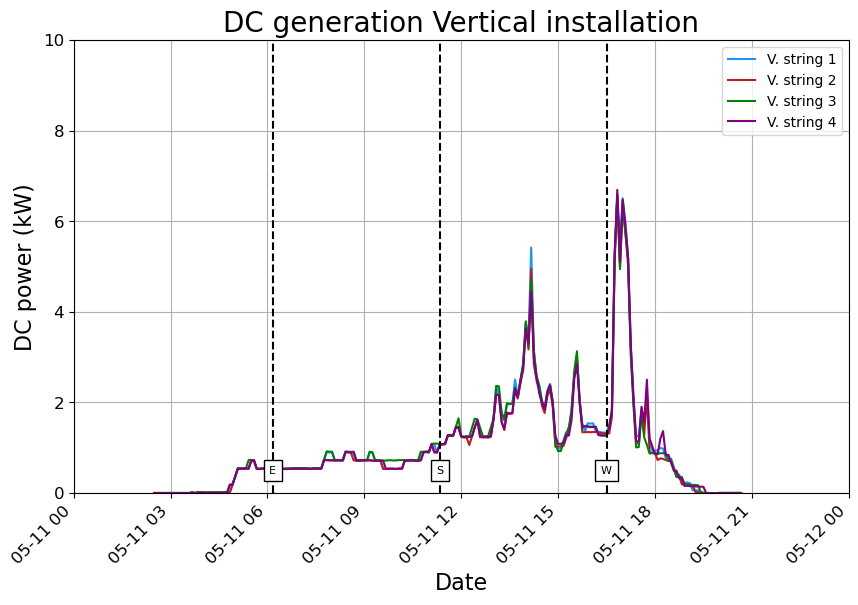 DC generation Vertical installation
DC power (kW)
10
8
6
4
2
0
V. string 1
V. string 2
V. string 3
V. string 4
E
S
W
05-11 00
05-11 03
05-11 06
05-11 09
05-11 12
05-11 15
05-11 18
05-11 21
05-12 00
Date